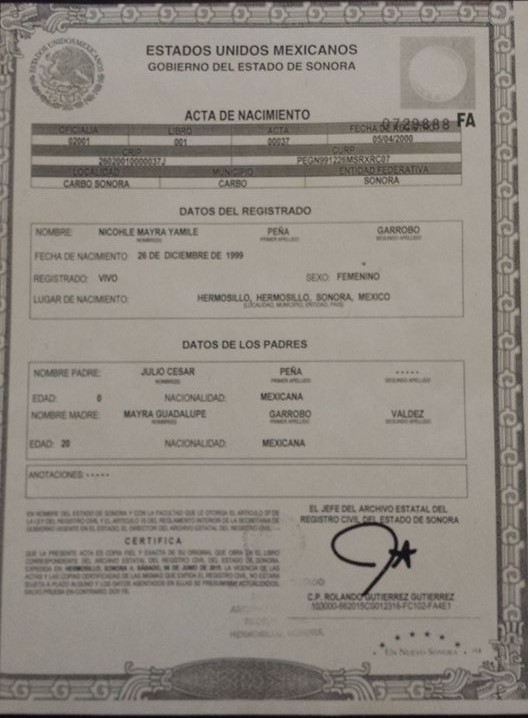 ESTADOS UNIDOS MEXICANOS
GOBIERNO DEL ESTADO DE SONORA
ACTA DE NACIMIENTO
0729888 FA
OFICIALIA LIBRO ACTA FECHA DE REGISTRO
02001 001 00037 05/04/2000
CRIP CURP
26020010000037J PEGN991226MSRXRC07
LOCALIDAD MUNICIPIO ENTIDAD FEDERATIVA
CARBO SONORA CARBO SONORA
DATOS DEL REGISTRADO
NOMBRE: NICOHLE MAYRA YAMILE PEÑA GARROBO
NOMBRE(S) PRIMER APELLIDO SEGUNDO APELLIDO
FECHA DE NACIMIENTO: 26 DE DICIEMBRE DE 1999
REGISTRADO: VIVO SEXO: FEMENINO
LUGAR DE NACIMIENTO: HERMOSILLO, HERMOSILLO, SONORA, MEXICO
(LOCALIDAD, MUNICIPIO, ENTIDAD, PAIS)
DATOS DE LOS PADRES
NOMBRE PADRE: JULIO CESAR PEÑA -----
NOMBRE(S) PRIMER APELLIDO SEGUNDO APELLIDO
EDAD: 0 NACIONALIDAD: MEXICANA
NOMBRE MADRE: MAYRA GUADALUPE GARROBO VALDEZ
NOMBRE(S) PRIMER APELLIDO SEGUNDO APELLIDO
EDAD: 20 NACIONALIDAD: MEXICANA
ANOTACIONES: -----
EN NOMBRE DEL ESTADO DE SONORA Y CON LA FACULTAD QUE LE OTORGA EL ARTICULO 27 DE
LA LEY DEL REGISTRO CIVIL, Y EL ARTICULO 15 DEL REGLAMENTO INTERIOR DE LA SECRETARIA DE
GOBIERNO VIGENTE EN EL ESTADO, EL DIRECTOR DEL ARCHIVO ESTATAL DEL REGISTRO CIVIL,
CERTIFICA
QUE LA PRESENTE ACTA ES COPIA FIEL Y EXACTA DE SU ORIGINAL QUE OBRA EN EL LIBRO
CORRESPONDIENTE DEL ARCHIVO ESTATAL DEL REGISTRO CIVIL DEL ESTADO DE SONORA,
EXPEDIDA EN HERMOSILLO, SONORA A SÁBADO, 06 DE JUNIO DE 2015. LA VIGENCIA DE LAS
ACTAS Y LAS COPIAS CERTIFICADAS DE LAS MISMAS QUE EXPIDA EL REGISTRO CIVIL, NO ESTARÁ
SUJETA A PLAZO ALGUNO Y LOS DATOS ASENTADOS EN ELLAS SE PRESUMEN ACTUALIZADOS,
SALVO PRUEBA EN CONTRARIO. DOY FE.
EL JEFE DEL ARCHIVO ESTATAL DEL
REGISTRO CIVIL DEL ESTADO DE SONORA
C.P. ROLANDO GUTIERREZ GUTIERREZ
103000-662015CS012316-FC102-FA4E1
HERMOSILLO, SONORA.
UN NUEVO SONORA